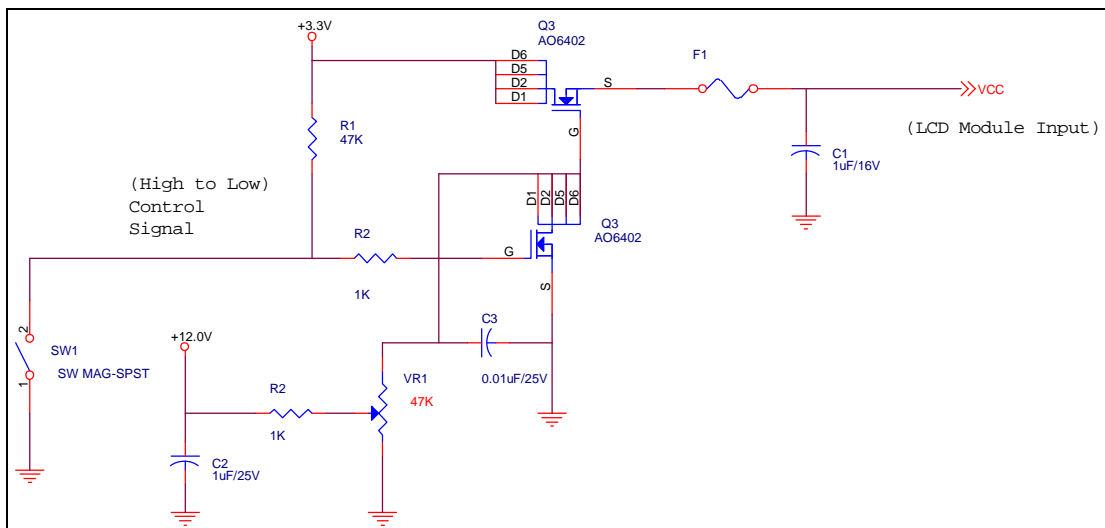 +3.3V
Q3
AO6402
D6
D5
D2
D1
S
G
F1
VCC
(LCD Module Input)
R1
47K
C1
1uF/16V
(High to Low)
Control
Signal
D1
D2
D5
D6
Q3
AO6402
R2
1K
G
S
2
1
SW1
SW MAG-SPST
+12.0V
C3
0.01uF/25V
R2
1K
VR1
47K
C2
1uF/25V